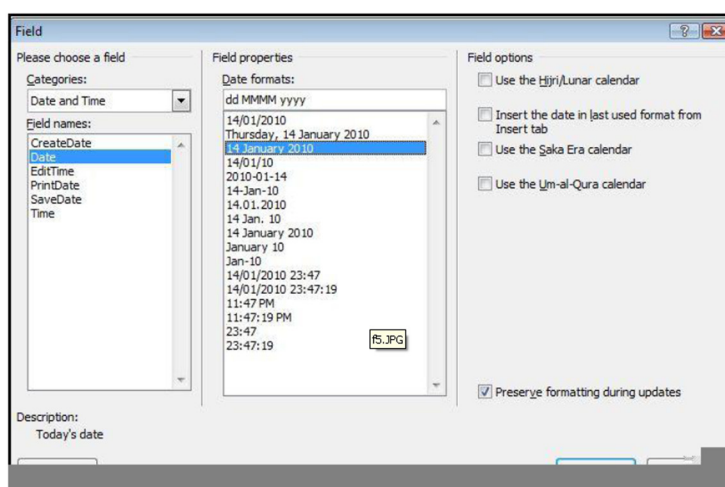 Field
Please choose a field
Categories:
Date and Time
Field names:
CreateDate
Date
EditTime
PrintDate
SaveDate
Time
Field properties
Date formats:
dd MMMM yyyy
14/01/2010
Thursday, 14 January 2010
14 January 2010
14/01/10
2010-01-14
14-Jan-10
14.01.2010
14 Jan. 10
14 January 2010
January 10
Jan-10
14/01/2010 23:47
14/01/2010 23:47:19
11:47 PM
11:47:19 PM
23:47
23:47:19
f5.JPG
Field options
Use the Hijri/Lunar calendar
Insert the date in last used format from
Insert tab
Use the Saka Era calendar
Use the Um-al-Qura calendar
Preserve formatting during updates
Description:
Today's date